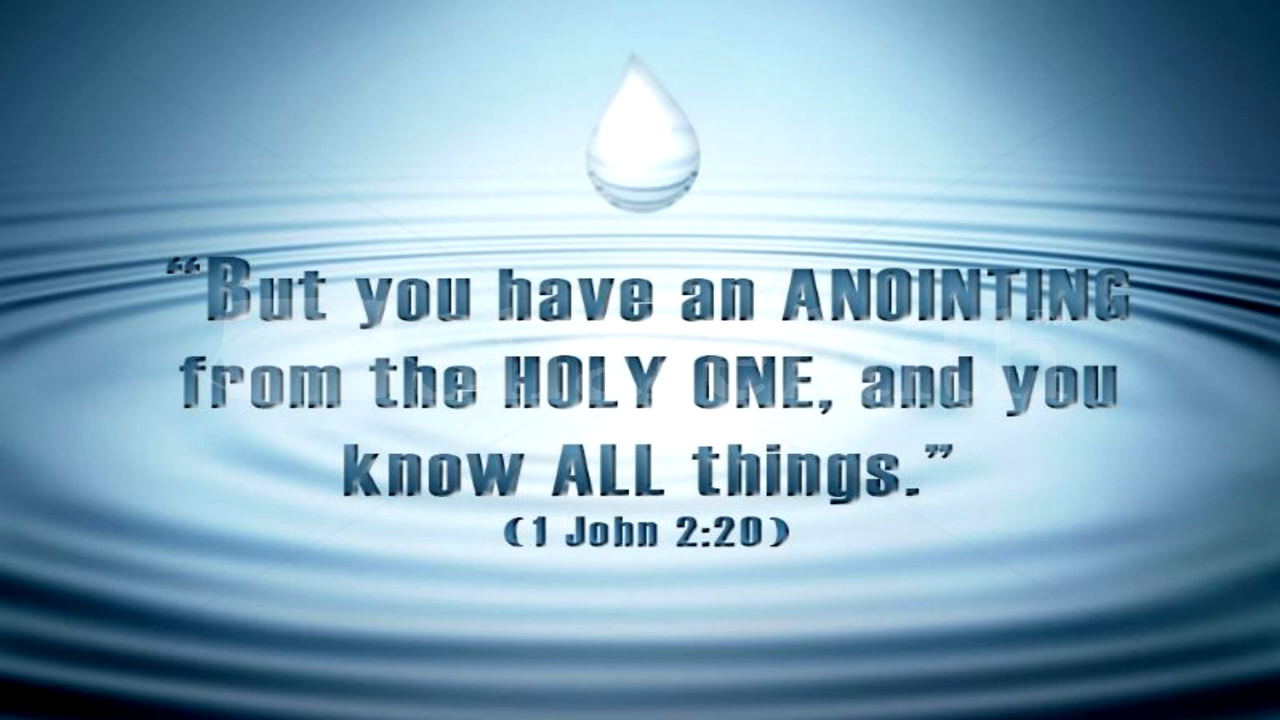 “But you have an ANOINTING
from the HOLY ONE, and you
know ALL things.”
(1 John 2:20)